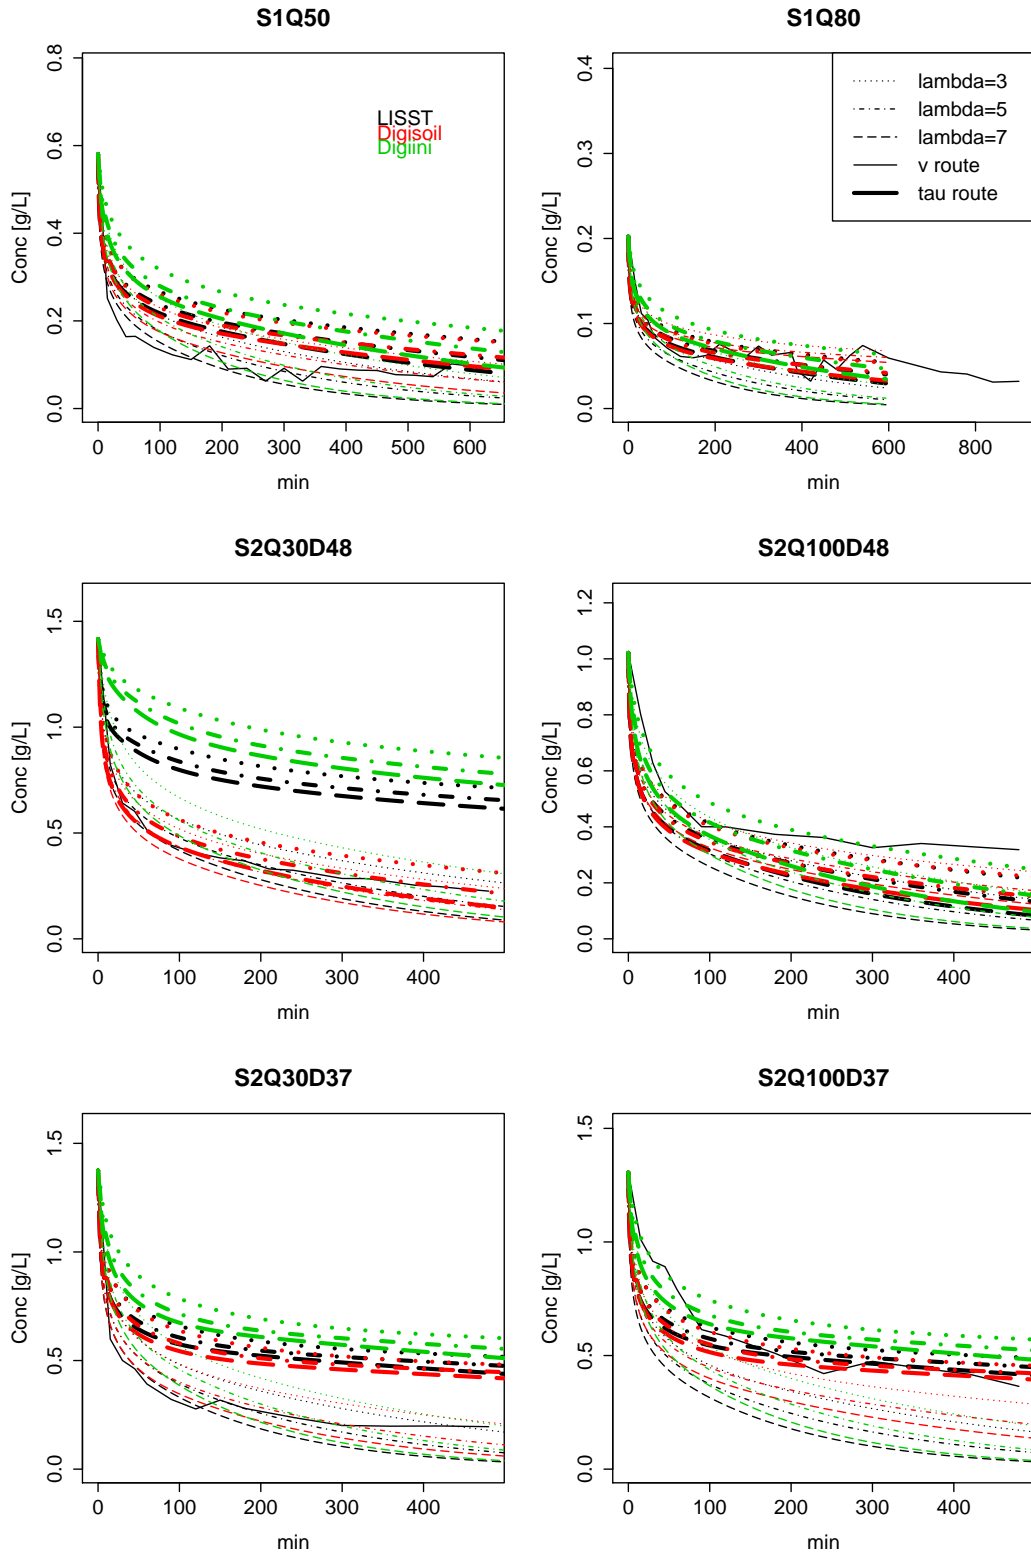 S1Q50
Conc [g/L]
0.0 0.2 0.4 0.6 0.8
LISST
Digisoil
Digiini
0 100 200 300 400 500 600
min
S1Q80
Conc [g/L]
0.0 0.1 0.2 0.3 0.4
lambda=3
lambda=5
lambda=7
v route
tau route
0 200 400 600 800
min
S2Q30D48
Conc [g/L]
0.0 0.5 1.0 1.5
0 100 200 300 400
min
S2Q100D48
Conc [g/L]
0.0 0.2 0.4 0.6 0.8 1.0 1.2
0 100 200 300 400
min
S2Q30D37
Conc [g/L]
0.0 0.5 1.0 1.5
0 100 200 300 400
min
S2Q100D37
Conc [g/L]
0.0 0.5 1.0 1.5
0 100 200 300 400
min